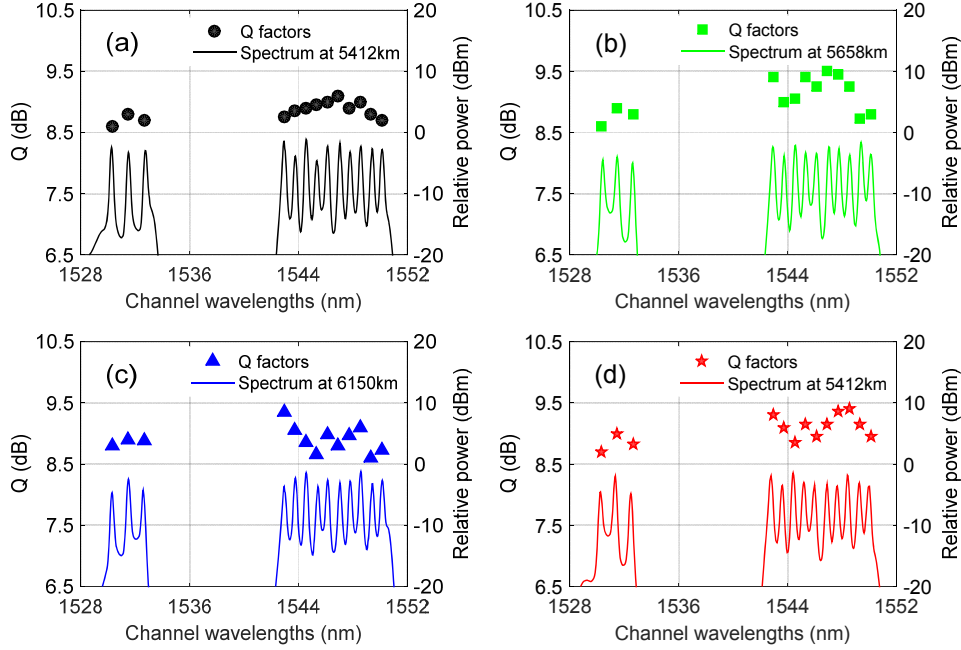 10.5
9.5
8.5
7.5
6.5
Q (dB)
(a)
Q factors
Spectrum at 5412km
20
10
0
-10
-20
Relative power (dBm)
1528
1536
1544
1552
Channel wavelengths (nm)
10.5
9.5
8.5
7.5
6.5
Q (dB)
(b)
Q factors
Spectrum at 5658km
20
10
0
-10
-20
Relative power (dBm)
1528
1536
1544
1552
Channel wavelengths (nm)
10.5
9.5
8.5
7.5
6.5
Q (dB)
(c)
Q factors
Spectrum at 6150km
20
10
0
-10
-20
Relative power (dBm)
1528
1536
1544
1552
Channel wavelengths (nm)
10.5
9.5
8.5
7.5
6.5
Q (dB)
(d)
Q factors
Spectrum at 5412km
20
10
0
-10
-20
Relative power (dBm)
1528
1536
1544
1552
Channel wavelengths (nm)